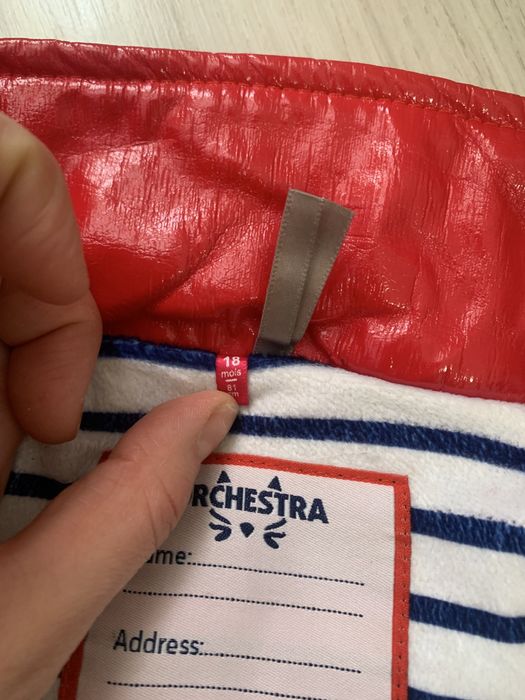 18
mois
81
RCHESTRA
ame:
Address: